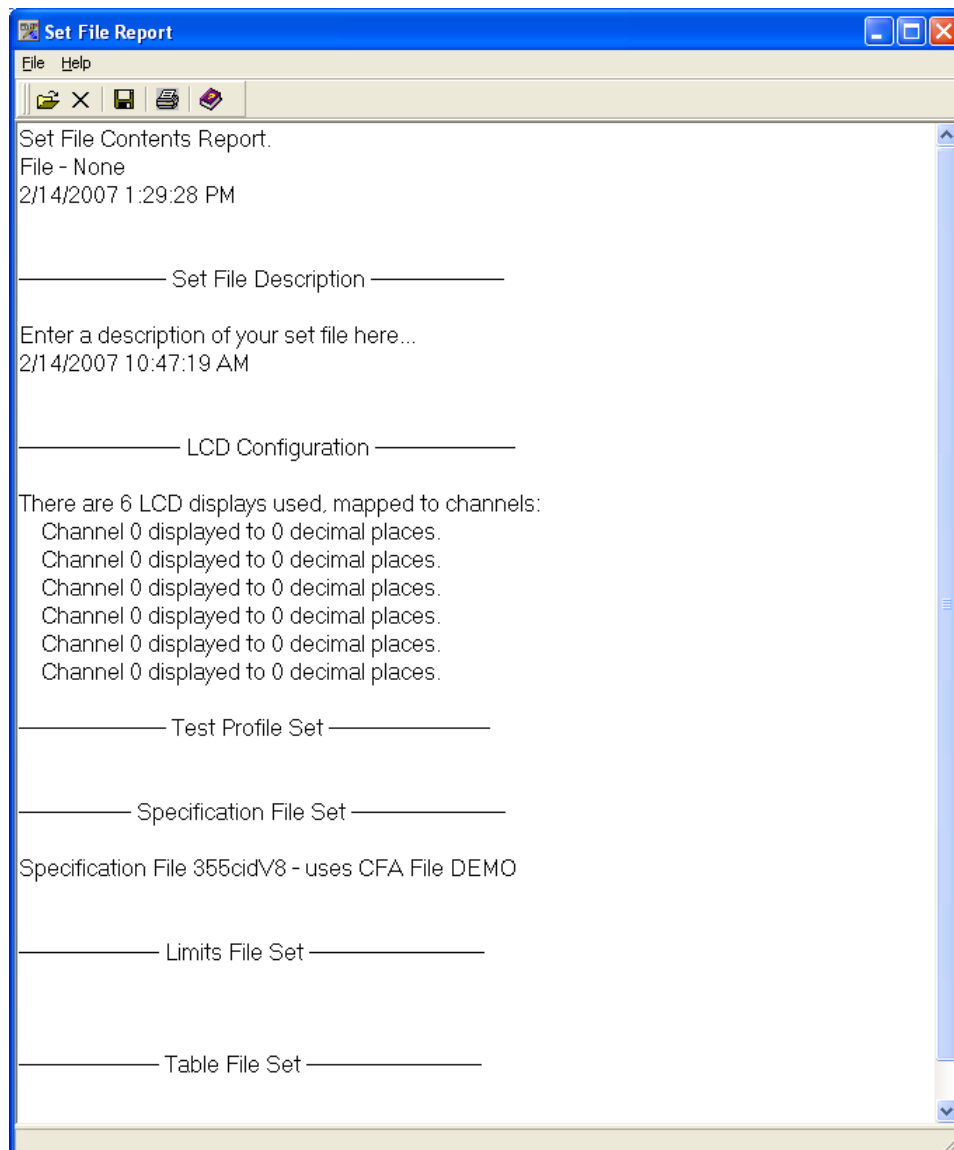 Set File Report
File Help
Set File Contents Report.
File - None
2/14/2007 1:29:28 PM
Set File Description
Enter a description of your set file here...
2/14/2007 10:47:19 AM
LCD Configuration
There are 6 LCD displays used, mapped to channels:
Channel 0 displayed to 0 decimal places.
Channel 0 displayed to 0 decimal places.
Channel 0 displayed to 0 decimal places.
Channel 0 displayed to 0 decimal places.
Channel 0 displayed to 0 decimal places.
Channel 0 displayed to 0 decimal places.
Test Profile Set
Specification File Set
Specification File 355cidV8 - uses CFA File DEMO
Limits File Set
Table File Set